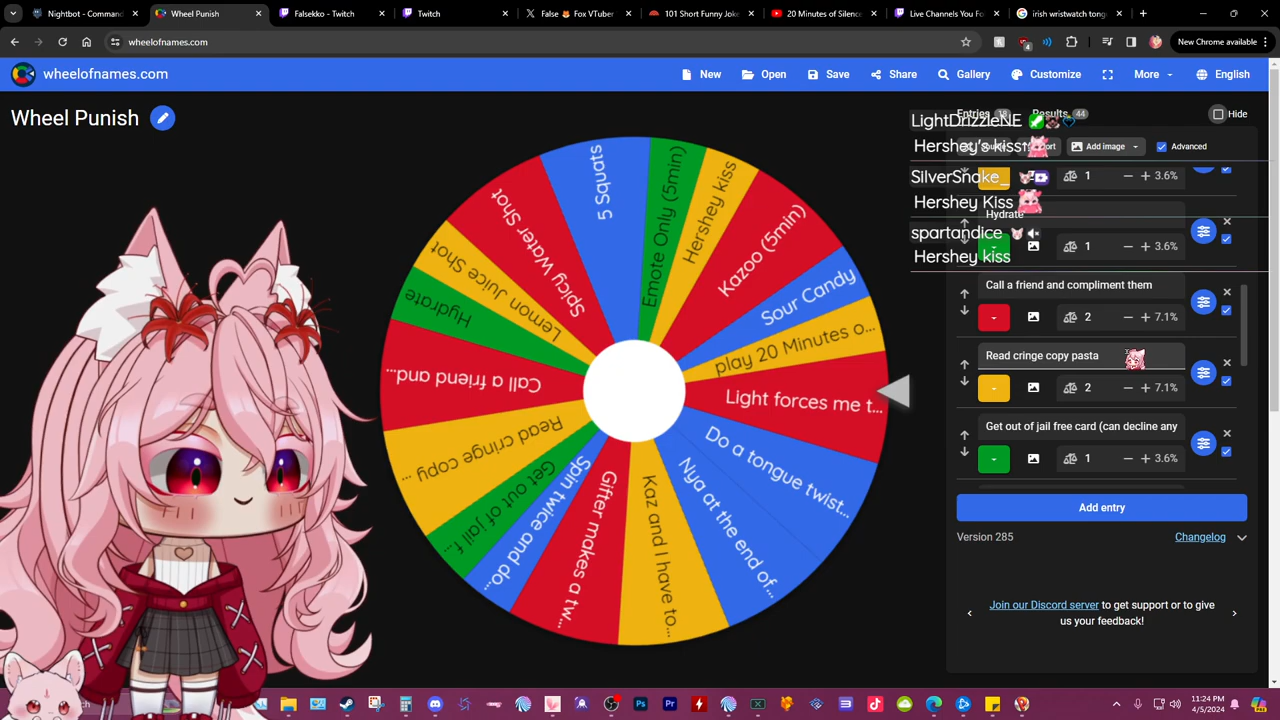 Nightbot - Command
Wheel Punish
Falsekko - Twitch
Twitch
False 🦊 Fox VTuber
101 Short Funny Joke
20 Minutes of Silence
Live Channels You Fo
irish wristwatch tong
wheelofnames.com
New Chrome available
wheelofnames.com
New
Open
Save
Share
Gallery
Customize
More
English
Wheel Punish
Entries
Results 44
Hide
LightDrizzleNE
Hershey's kiss
Add image
Advanced
SilverSnake_
Hershey Kiss
spartandice
Hershey kiss
1
3.6%
Hydrate
1
3.6%
Call a friend and compliment them
2
7.1%
Read cringe copy pasta
2
7.1%
Get out of jail free card (can decline any
1
3.6%
Add entry
Version 285
Changelog
Join our Discord server to get support or to give
us your feedback!
5 Squats
Emote Only (5min)
Hershey kiss
Kazoo (5min)
Sour Candy
play 20 Minutes o...
Light forces me t...
Do a tongue twist...
Nya at the end of...
Kaz and I have to...
Gifter makes a tw...
Spin twice and do...
Get out of jail f...
Read cringe copy ...
Call a friend and...
Hydrate
Lemon Juice Shot
Spicy Water Shot
11:24 PM
4/5/2024